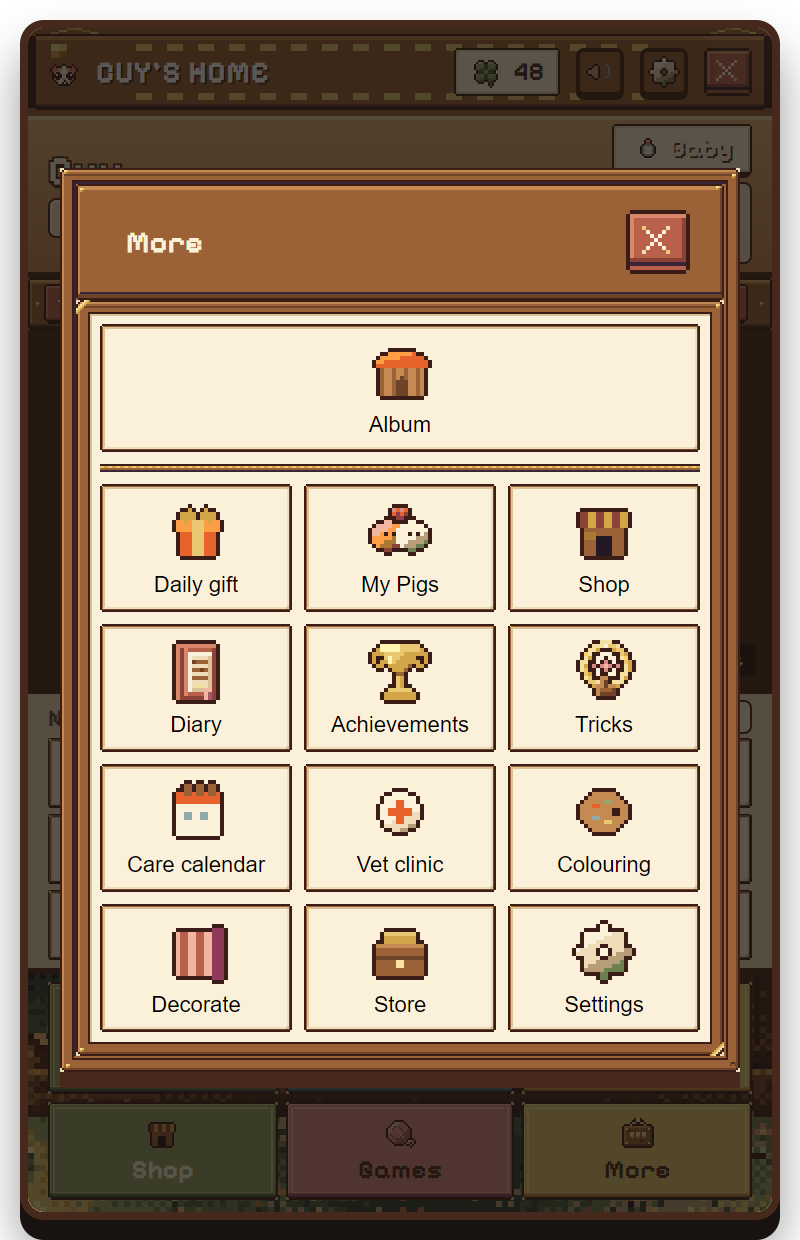 GUY'S HOME
48
Baby
More
Album
Daily gift
My Pigs
Shop
Diary
Achievements
Tricks
Care calendar
Vet clinic
Colouring
Decorate
Store
Settings
Shop
Games
More